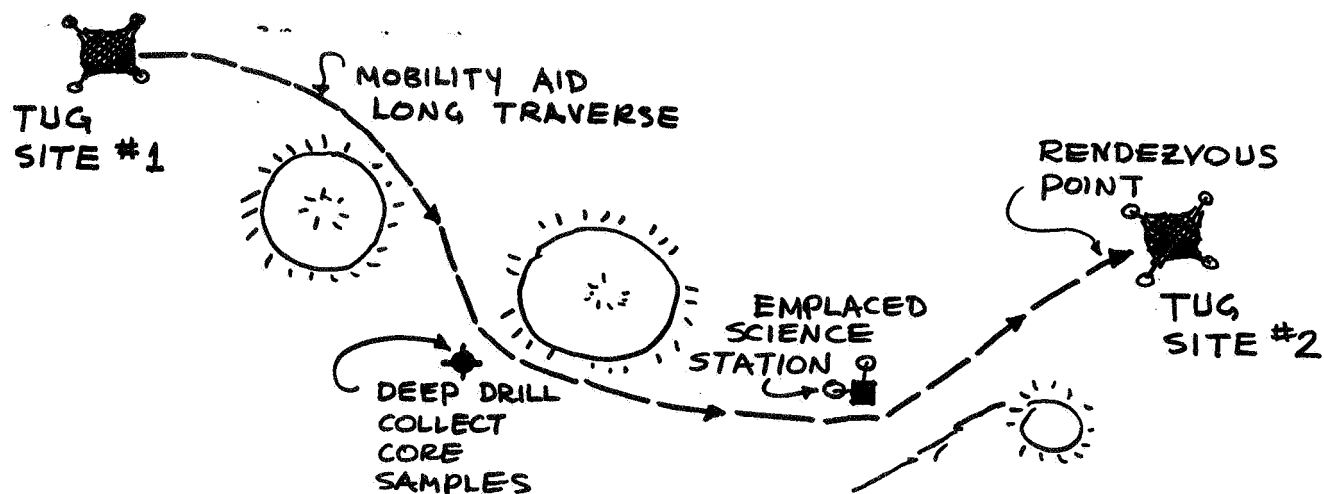 MOBILITY AID
LONG TRAVERSE
TUG
SITE #1
RENDEZVOUS
POINT
EMPLACED
SCIENCE
STATION
TUG
SITE #2
DEEP DRILL
COLLECT
CORE
SAMPLES